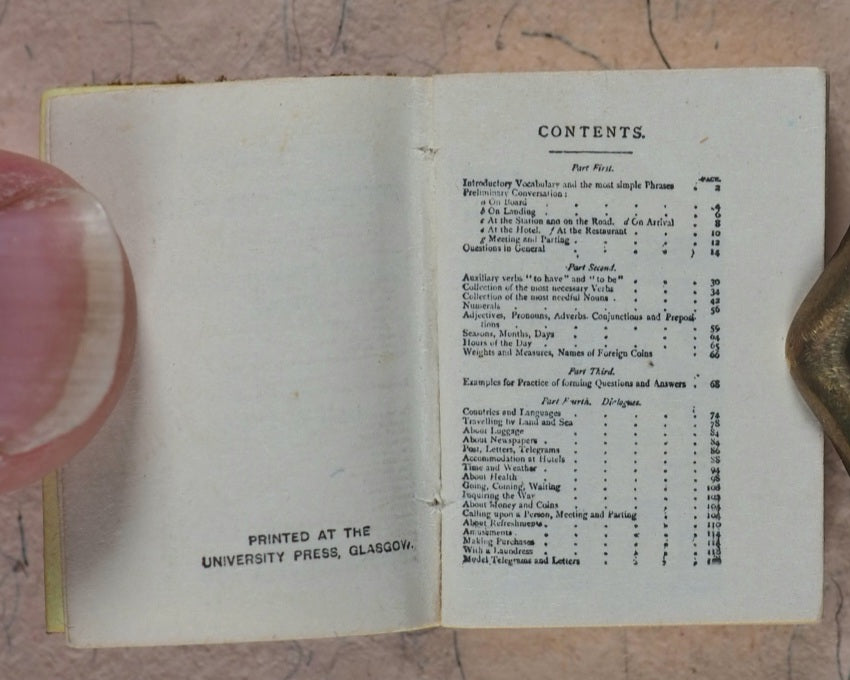 PRINTED AT THE
UNIVERSITY PRESS, GLASGOW.
CONTENTS.
Part First.
PAGE.
Introductory Vocabulary and the most simple Phrases . 2
Preliminary Conversation:
a On Board . . . . . 4
b On Landing . . . . . 6
c At the Station and on the Road. d On Arrival . 8
e At the Hotel. f At the Restaurant . . . 10
g Meeting and Parting . . . . . 12
Questions in General . . . . 14
Part Second.
Auxiliary verbs "to have" and "to be" . . . 30
Collection of the most necessary Verbs . . . 34
Collection of the most needful Nouns . . . . 42
Numerals . . . . . . 56
Adjectives, Pronouns, Adverbs, Conjunctions and Preposi-
tions . . . . . . 59
Seasons, Months, Days . . . . . 64
Hours of the Day . . . . . 65
Weights and Measures, Names of Foreign Coins . . 66
Part Third.
Examples for Practice of forming Questions and Answers . 68
Part Fourth. Dialogues.
Countries and Languages . . . . . 74
Travelling by Land and Sea . . . . . 78
About Luggage . . . . . 84
About Newspapers . . . . . . 84
Post, Letters, Telegrams . . . . . 86
Accommodation at Hotels . . . . . 88
Time and Weather . . . . . . 94
About Health . . . . . . 98
Going, Coming, Waiting . . . . .
Inquiring the Way . . . . .
About Money and Coins . . . . .
Calling upon a Person, Meeting and Parting . . .
About Refreshments . . . . . . 110
Amusements . . . . . . 114
Making Purchases . . . . .
With a Laundress . . . . . 118
Model Telegrams and Letters . . . .